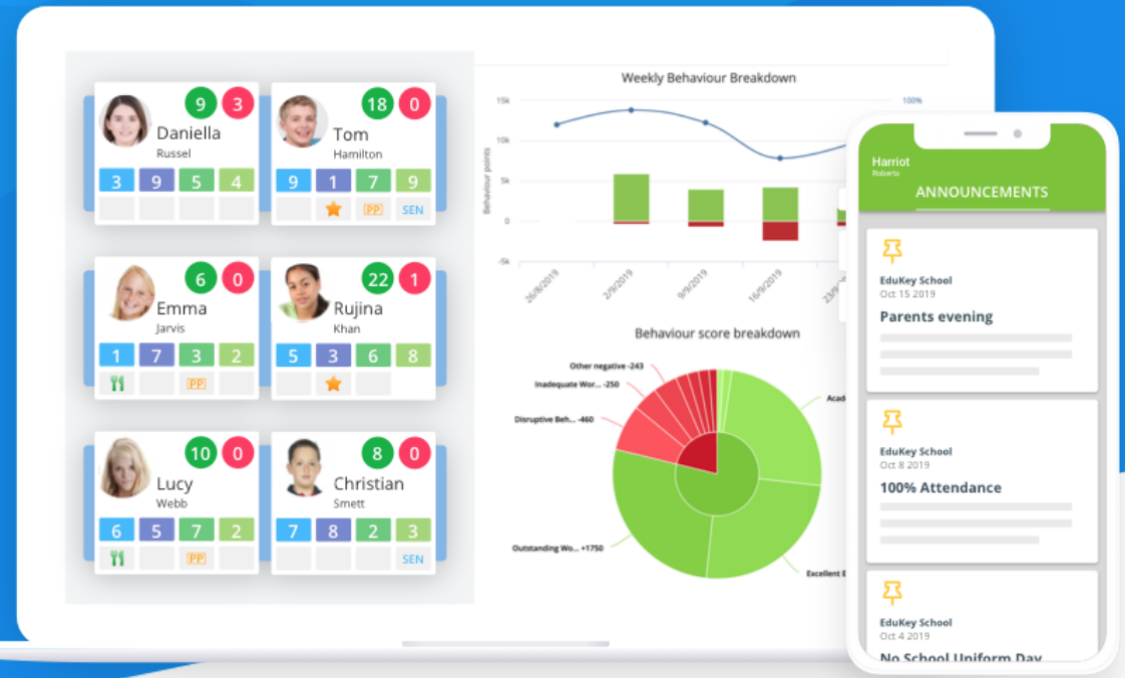 9 3
Daniella
Russel
3 9 5 4
18 0
Tom
Hamilton
9 1 7 9
PP SEN
6 0
Emma
Jarvis
1 7 3 2
PP
22 1
Rujina
Khan
5 3 6 8
10 0
Lucy
Webb
6 5 7 2
PP
8 0
Christian
Smett
7 8 2 3
SEN
Weekly Behaviour Breakdown
15k
10k
5k
0
-5k
Behaviour points
100%
26/8/2019
2/9/2019
9/9/2019
16/9/2019
23/9
Behaviour score breakdown
Other negative -243
Inadequate Wor... -250
Disruptive Beh... -460
Outstanding Wo... +1750
Acad
Excellent E
Harriot
Roberts
ANNOUNCEMENTS
EduKey School
Oct 15 2019
Parents evening
EduKey School
Oct 8 2019
100% Attendance
EduKey School
Oct 4 2019
No School Uniform Day